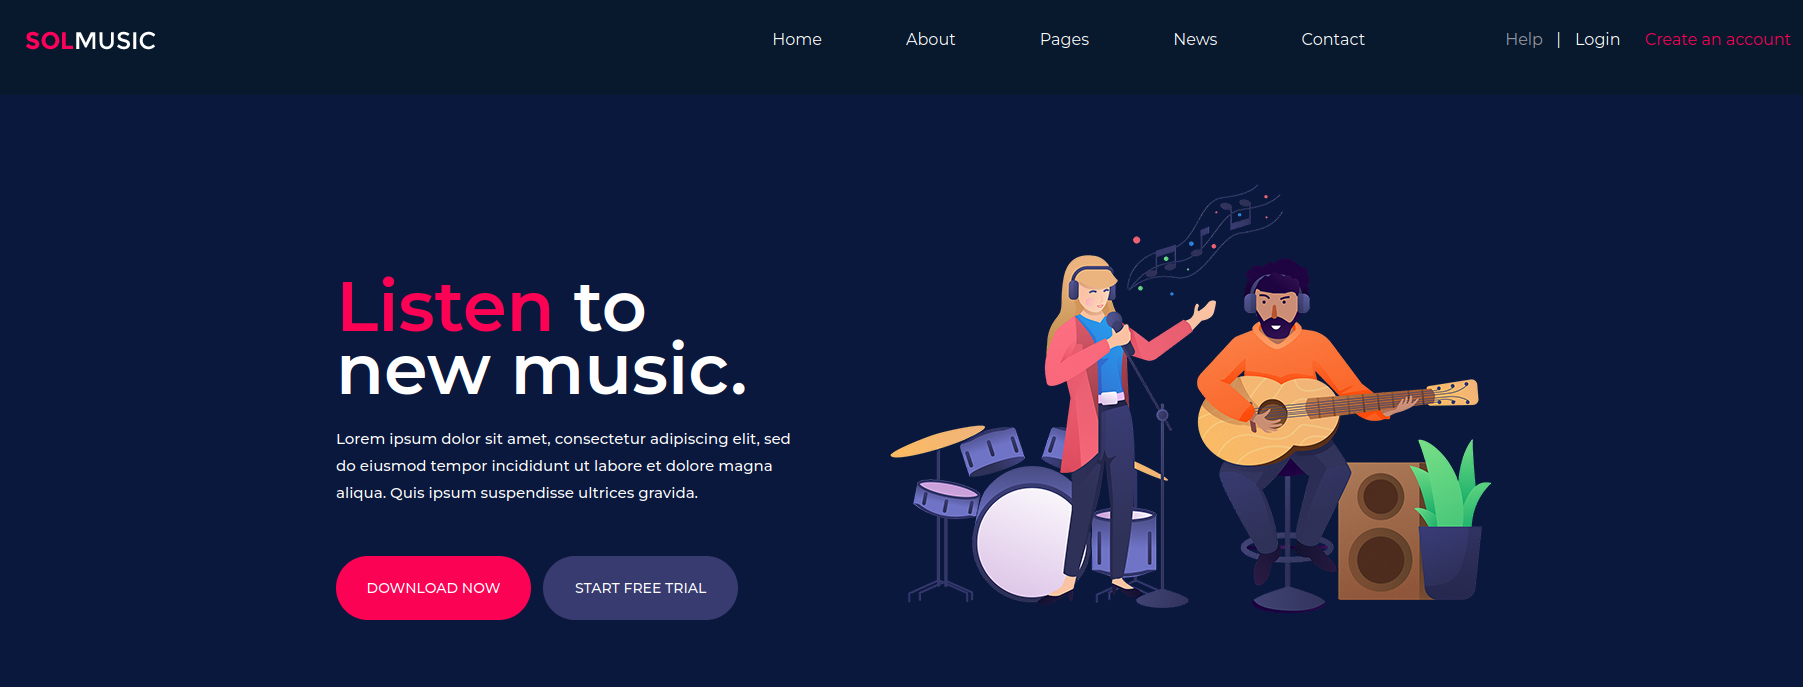 SOLMUSIC Home About Pages News Contact Help | Login Create an account
Listen to
new music.
Lorem ipsum dolor sit amet, consectetur adipiscing elit, sed
do eiusmod tempor incididunt ut labore et dolore magna
aliqua. Quis ipsum suspendisse ultrices gravida.
DOWNLOAD NOW START FREE TRIAL